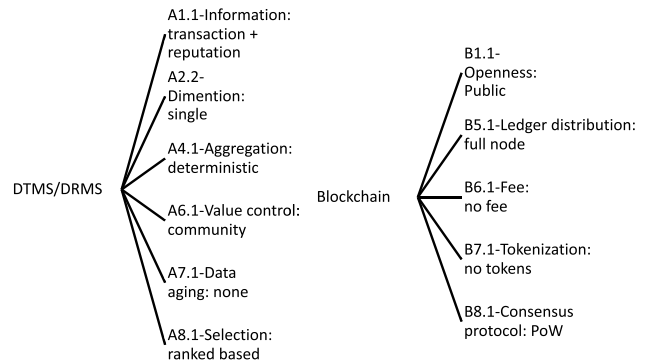 DTMS/DRMS
A1.1-Information:
transaction +
reputation
A2.2-
Dimention:
single
A4.1-Aggregation:
deterministic
A6.1-Value control:
community
A7.1-Data
aging: none
A8.1-Selection:
ranked based
Blockchain
B1.1-
Openness:
Public
B5.1-Ledger distribution:
full node
B6.1-Fee:
no fee
B7.1-Tokenization:
no tokens
B8.1-Consensus
protocol: PoW